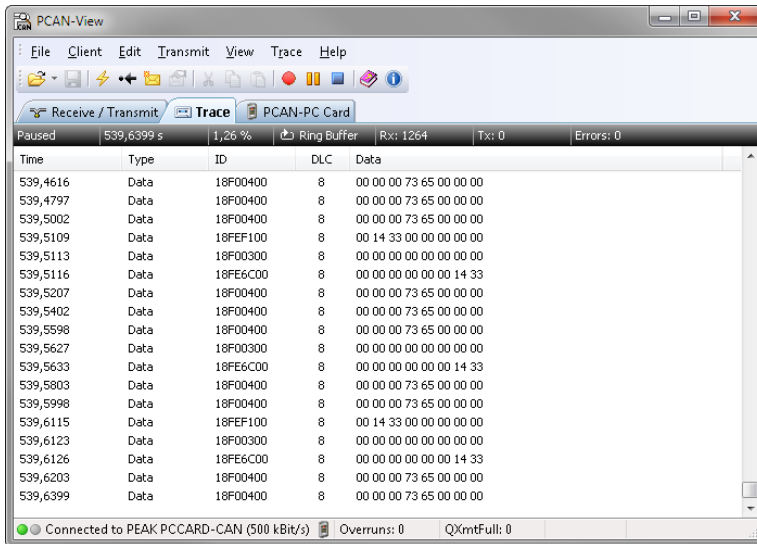 PCAN-View
File Client Edit Transmit View Trace Help
Receive / Transmit Trace PCAN-PC Card
Paused 539,6399 s 1,26 % Ring Buffer Rx: 1264 Tx: 0 Errors: 0
Time Type ID DLC Data
539,4616 Data 18F00400 8 00 00 00 73 65 00 00 00
539,4797 Data 18F00400 8 00 00 00 73 65 00 00 00
539,5002 Data 18F00400 8 00 00 00 73 65 00 00 00
539,5109 Data 18FEF100 8 00 14 33 00 00 00 00 00
539,5113 Data 18F00300 8 00 00 00 00 00 00 00 00
539,5116 Data 18FE6C00 8 00 00 00 00 00 00 14 33
539,5207 Data 18F00400 8 00 00 00 73 65 00 00 00
539,5402 Data 18F00400 8 00 00 00 73 65 00 00 00
539,5598 Data 18F00400 8 00 00 00 73 65 00 00 00
539,5627 Data 18F00300 8 00 00 00 00 00 00 00 00
539,5633 Data 18FE6C00 8 00 00 00 00 00 00 14 33
539,5803 Data 18F00400 8 00 00 00 73 65 00 00 00
539,5998 Data 18F00400 8 00 00 00 73 65 00 00 00
539,6115 Data 18FEF100 8 00 14 33 00 00 00 00 00
539,6123 Data 18F00300 8 00 00 00 00 00 00 00 00
539,6126 Data 18FE6C00 8 00 00 00 00 00 00 14 33
539,6203 Data 18F00400 8 00 00 00 73 65 00 00 00
539,6399 Data 18F00400 8 00 00 00 73 65 00 00 00
Connected to PEAK PCCARD-CAN (500 kBit/s) Overruns: 0 QXmtFull: 0